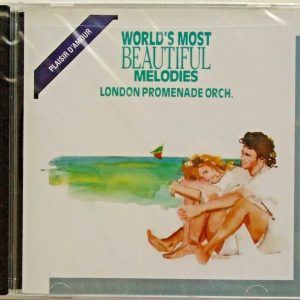 PLAISIR D'AMOUR
WORLD'S MOST
BEAUTIFUL
MELODIES
LONDON PROMENADE ORCH.